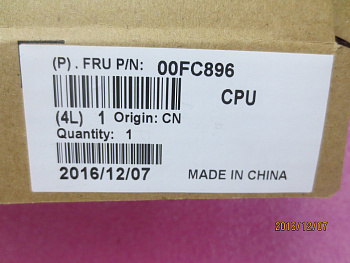 (P) . FRU P/N: 00FC896
CPU
(4L) 1 Origin: CN
Quantity: 1
2016/12/07 MADE IN CHINA
2016/12/07